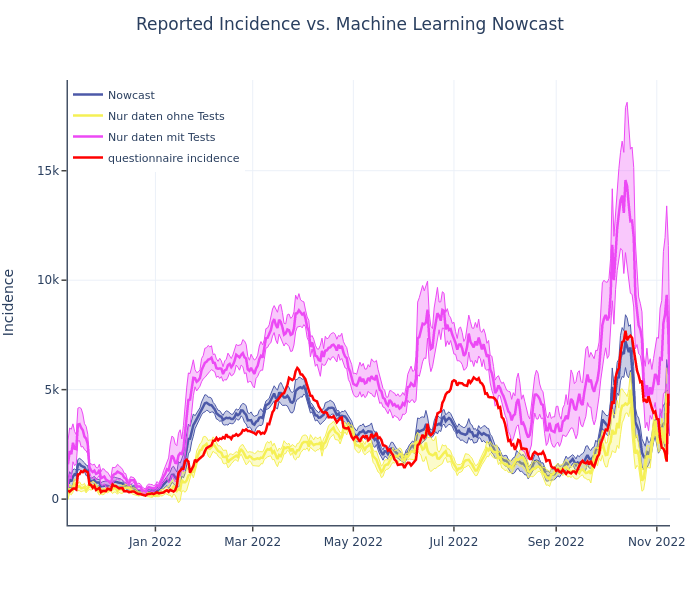 Reported Incidence vs. Machine Learning Nowcast
Nowcast
Nur daten ohne Tests
Nur daten mit Tests
questionnaire incidence
15k
10k
5k
0
Incidence
Jan 2022
Mar 2022
May 2022
Jul 2022
Sep 2022
Nov 2022